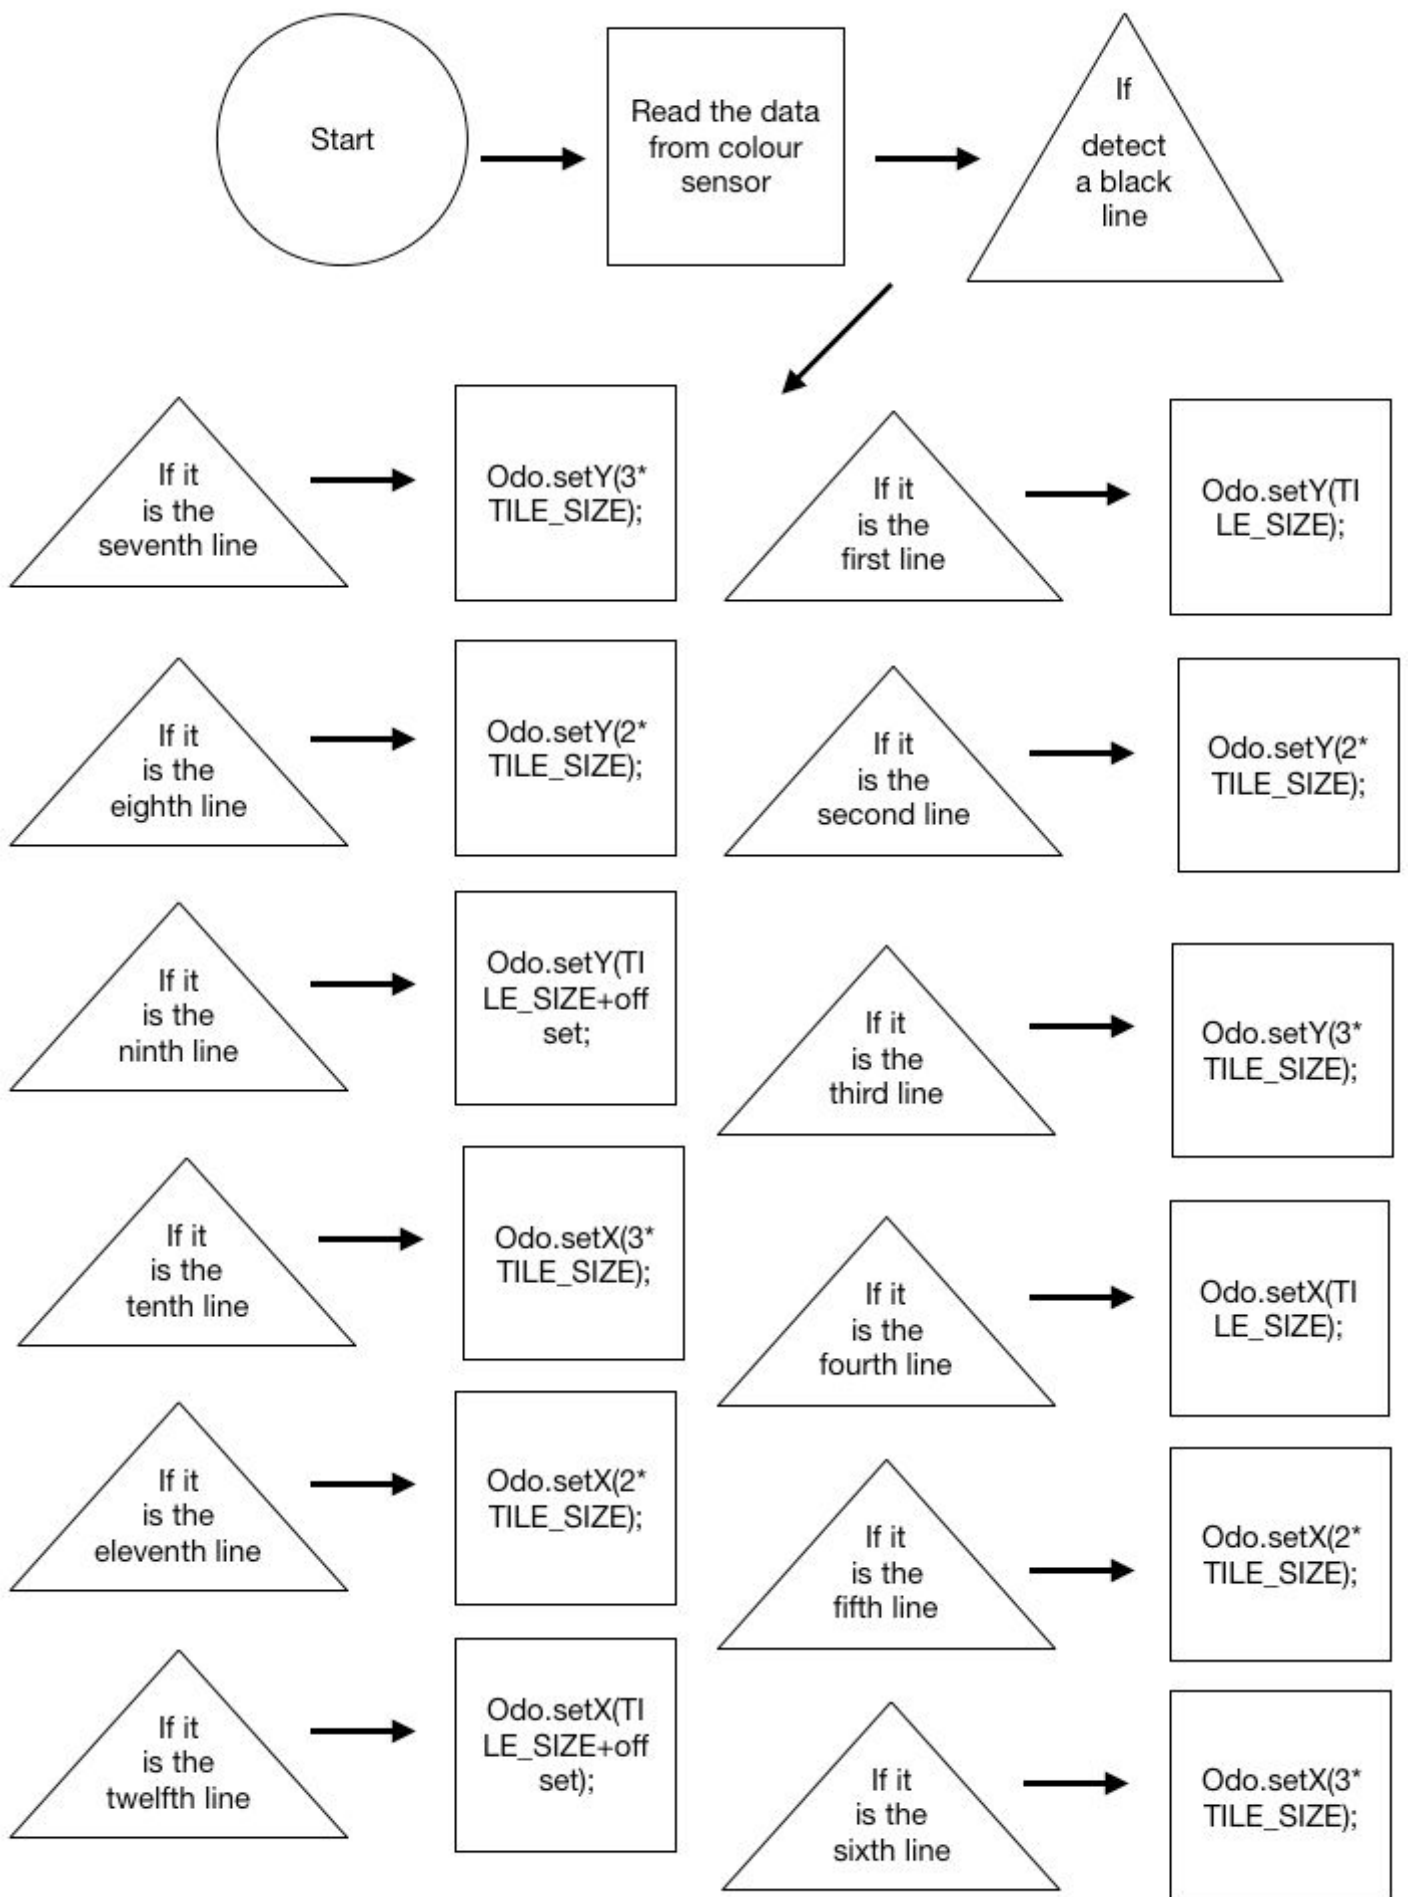 Start
Read the data
from colour
sensor
If
detect
a black
line
If it
is the
seventh line
Odo.setY(3*
TILE_SIZE);
If it
is the
first line
Odo.setY(TI
LE_SIZE);
If it
is the
eighth line
Odo.setY(2*
TILE_SIZE);
If it
is the
second line
Odo.setY(2*
TILE_SIZE);
If it
is the
ninth line
Odo.setY(TI
LE_SIZE+off
set;
If it
is the
third line
Odo.setY(3*
TILE_SIZE);
If it
is the
tenth line
Odo.setX(3*
TILE_SIZE);
If it
is the
fourth line
Odo.setX(TI
LE_SIZE);
If it
is the
eleventh line
Odo.setX(2*
TILE_SIZE);
If it
is the
fifth line
Odo.setX(2*
TILE_SIZE);
If it
is the
twelfth line
Odo.setX(TI
LE_SIZE+off
set);
If it
is the
sixth line
Odo.setX(3*
TILE_SIZE);